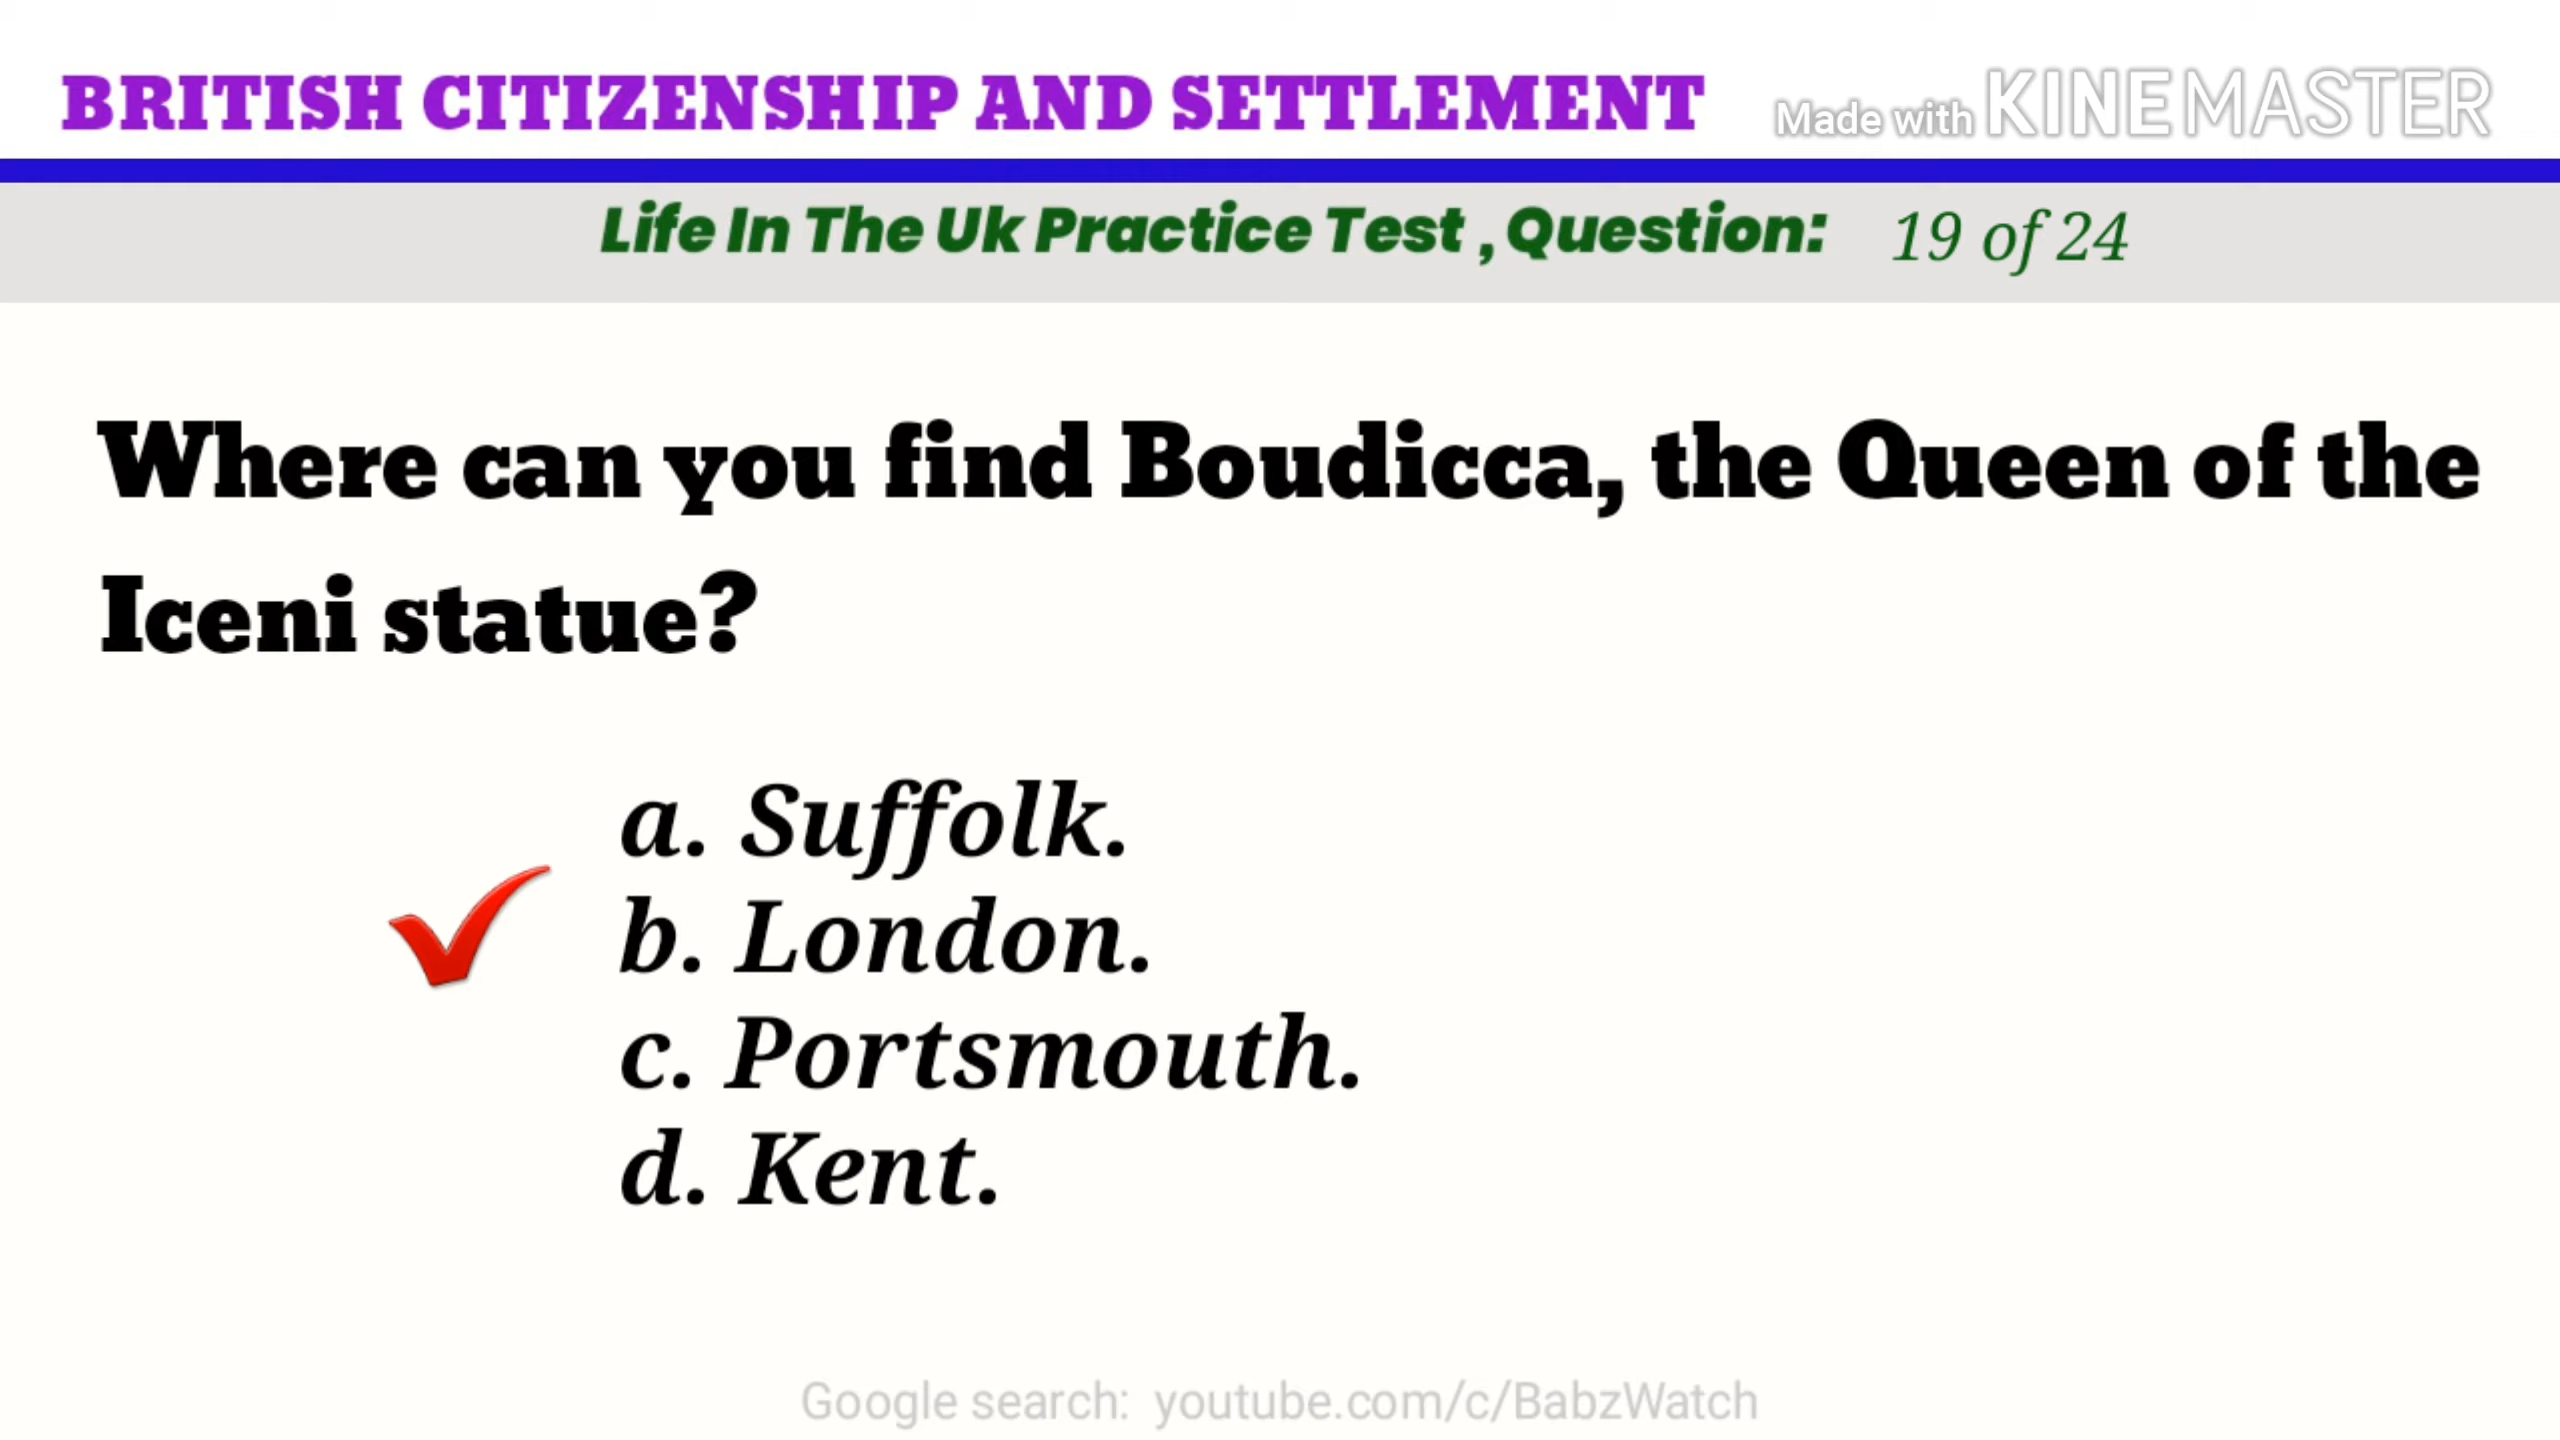 BRITISH CITIZENSHIP AND SETTLEMENT
Made with KINEMASTER
Life In The Uk Practice Test , Question: 19 of 24
Where can you find Boudicca, the Queen of the
Iceni statue?
a. Suffolk.
b. London.
c. Portsmouth.
d. Kent.
Google search: youtube.com/c/BabzWatch